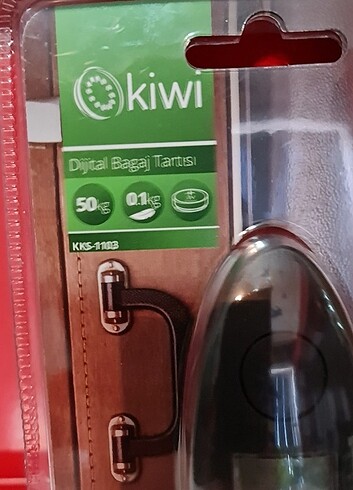 kiwi
Dijital Bagaj Tartısı
50kg 0.1kg
KKS-1103